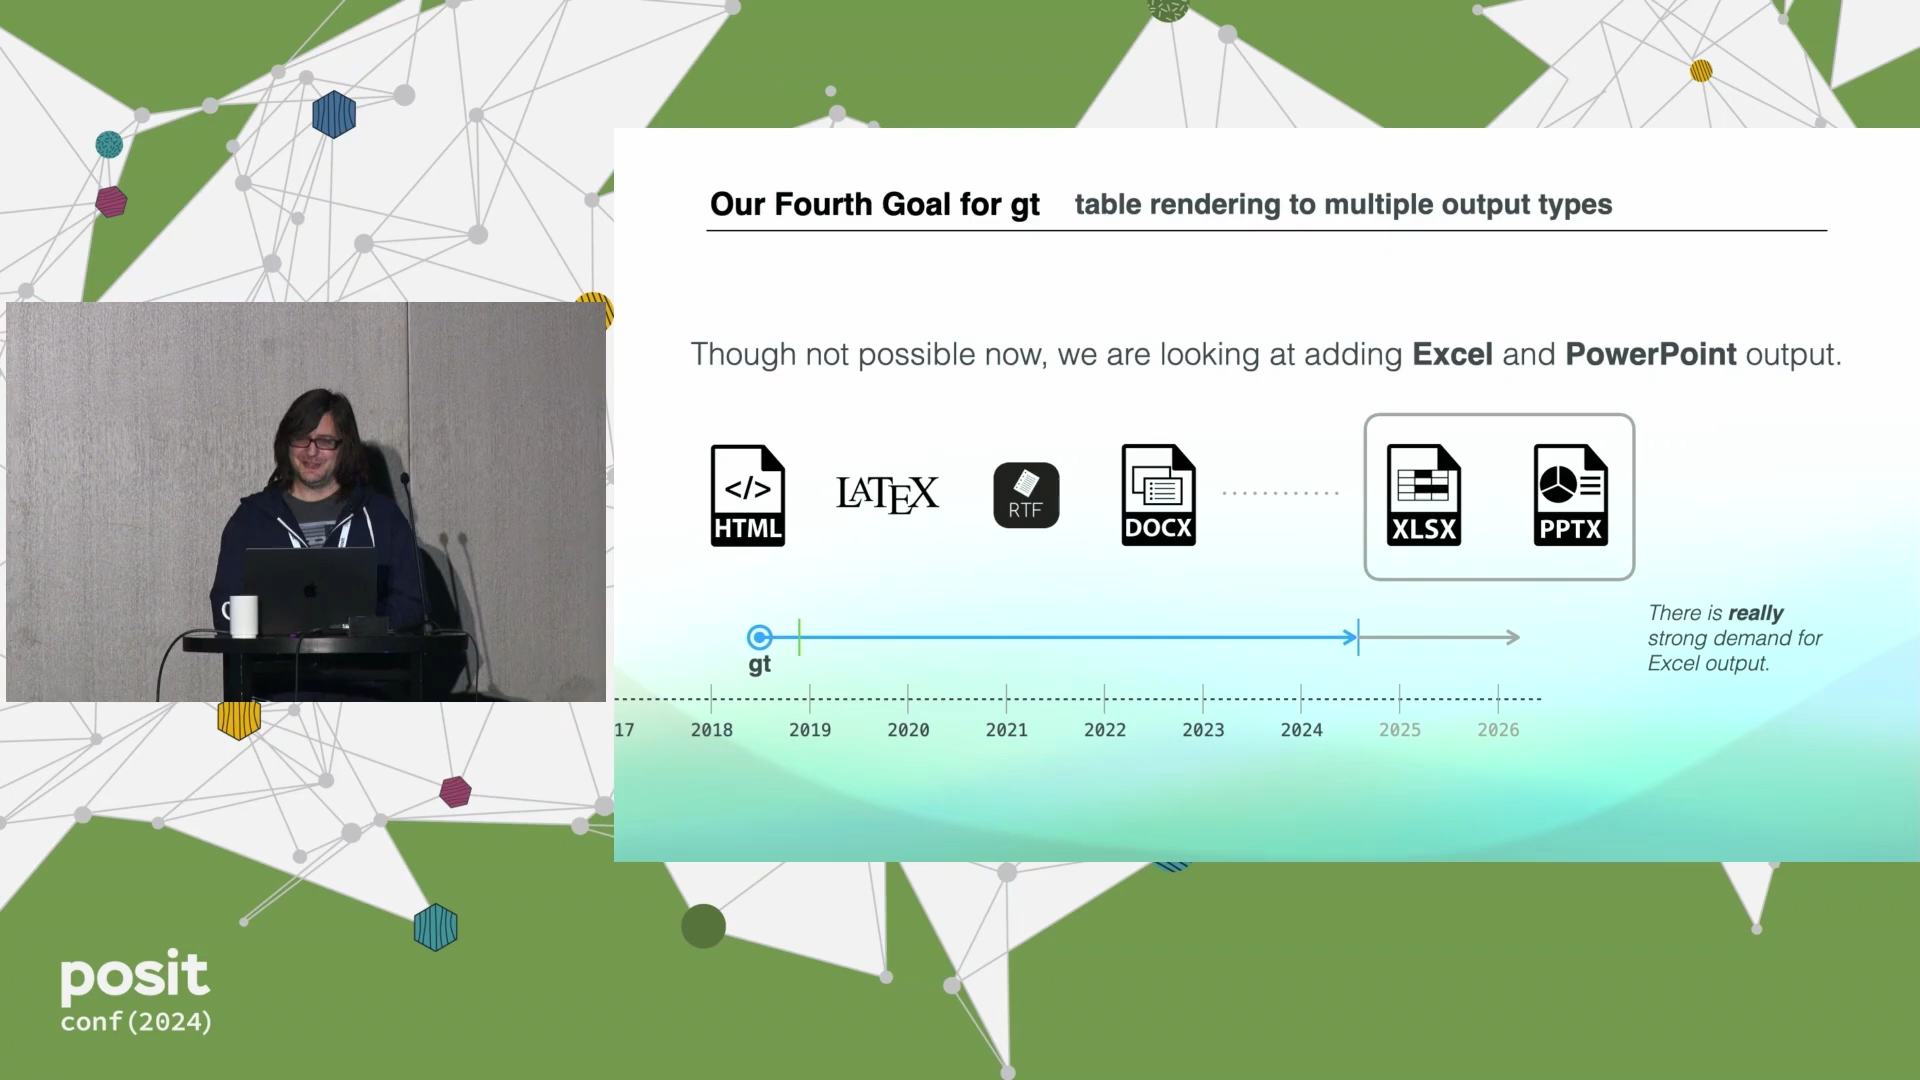 Our Fourth Goal for gt table rendering to multiple output types
Though not possible now, we are looking at adding Excel and PowerPoint output.
</>
HTML
LATEX
RTF
DOCX
XLSX
PPTX
There is really
strong demand for
Excel output.
gt
17 2018 2019 2020 2021 2022 2023 2024 2025 2026
posit
conf(2024)